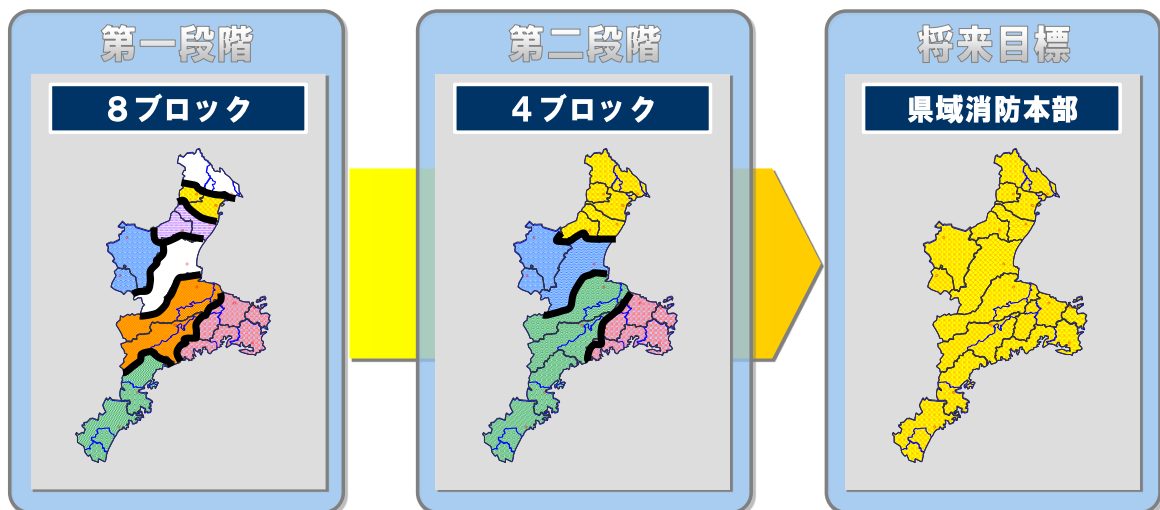 第一段階
8ブロック
第二段階
4ブロック
将来目標
県域消防本部